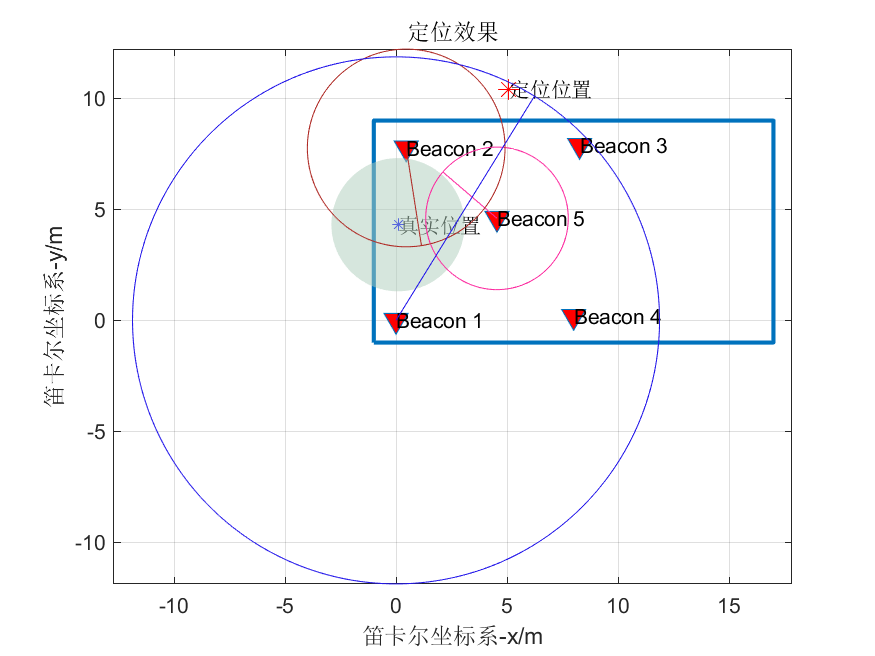 定位效果
定位位置
Beacon 2
Beacon 3
真实位置
Beacon 5
Beacon 1
Beacon 4
10
5
0
-5
-10
-10
-5
0
5
10
15
笛卡尔坐标系-y/m
笛卡尔坐标系-x/m